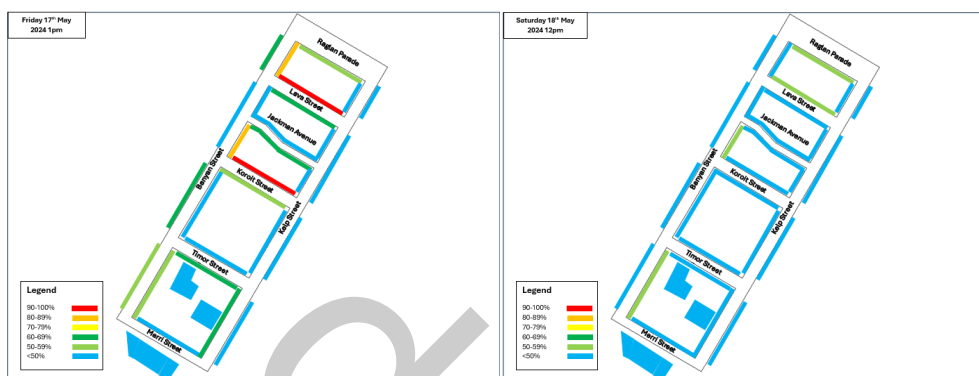 Friday 17th May
2024 1pm
Raglan Parade
Lava Street
Jackman Avenue
Banyan Street
Koroit Street
Kelp Street
Timor Street
Merri Street
Legend
90-100%
80-89%
70-79%
60-69%
50-59%
<50%
Saturday 18th May
2024 12pm
Raglan Parade
Lava Street
Jackman Avenue
Banyan Street
Koroit Street
Kelp Street
Timor Street
Merri Street
Legend
90-100%
80-89%
70-79%
60-69%
50-59%
<50%